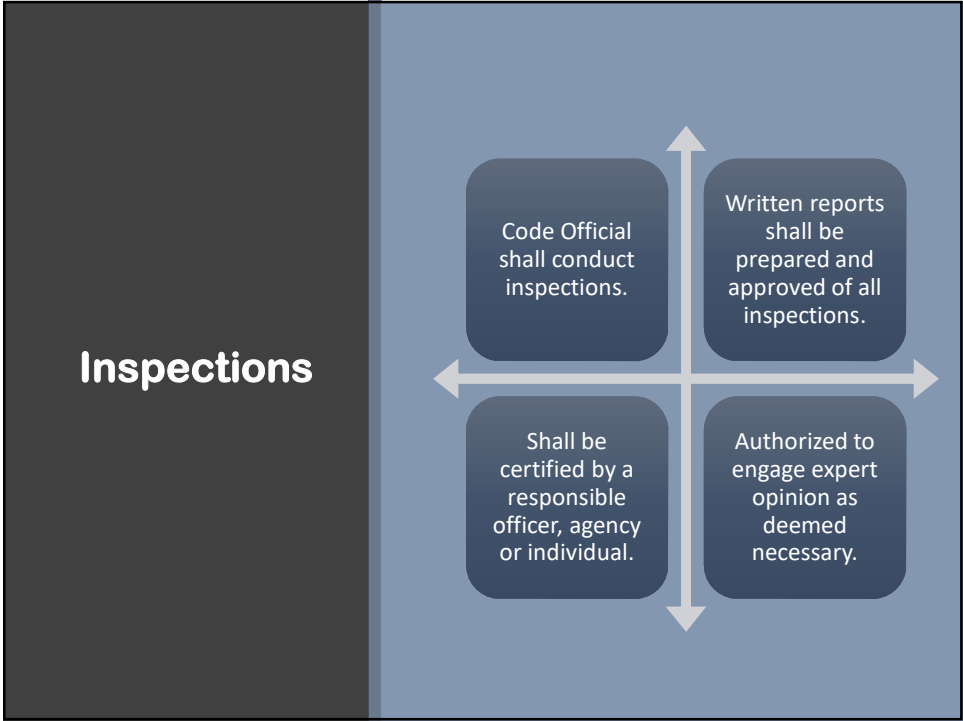 Inspections
Code Official
shall conduct
inspections.
Written reports
shall be
prepared and
approved of all
inspections.
Shall be
certified by a
responsible
officer, agency
or individual.
Authorized to
engage expert
opinion as
deemed
necessary.